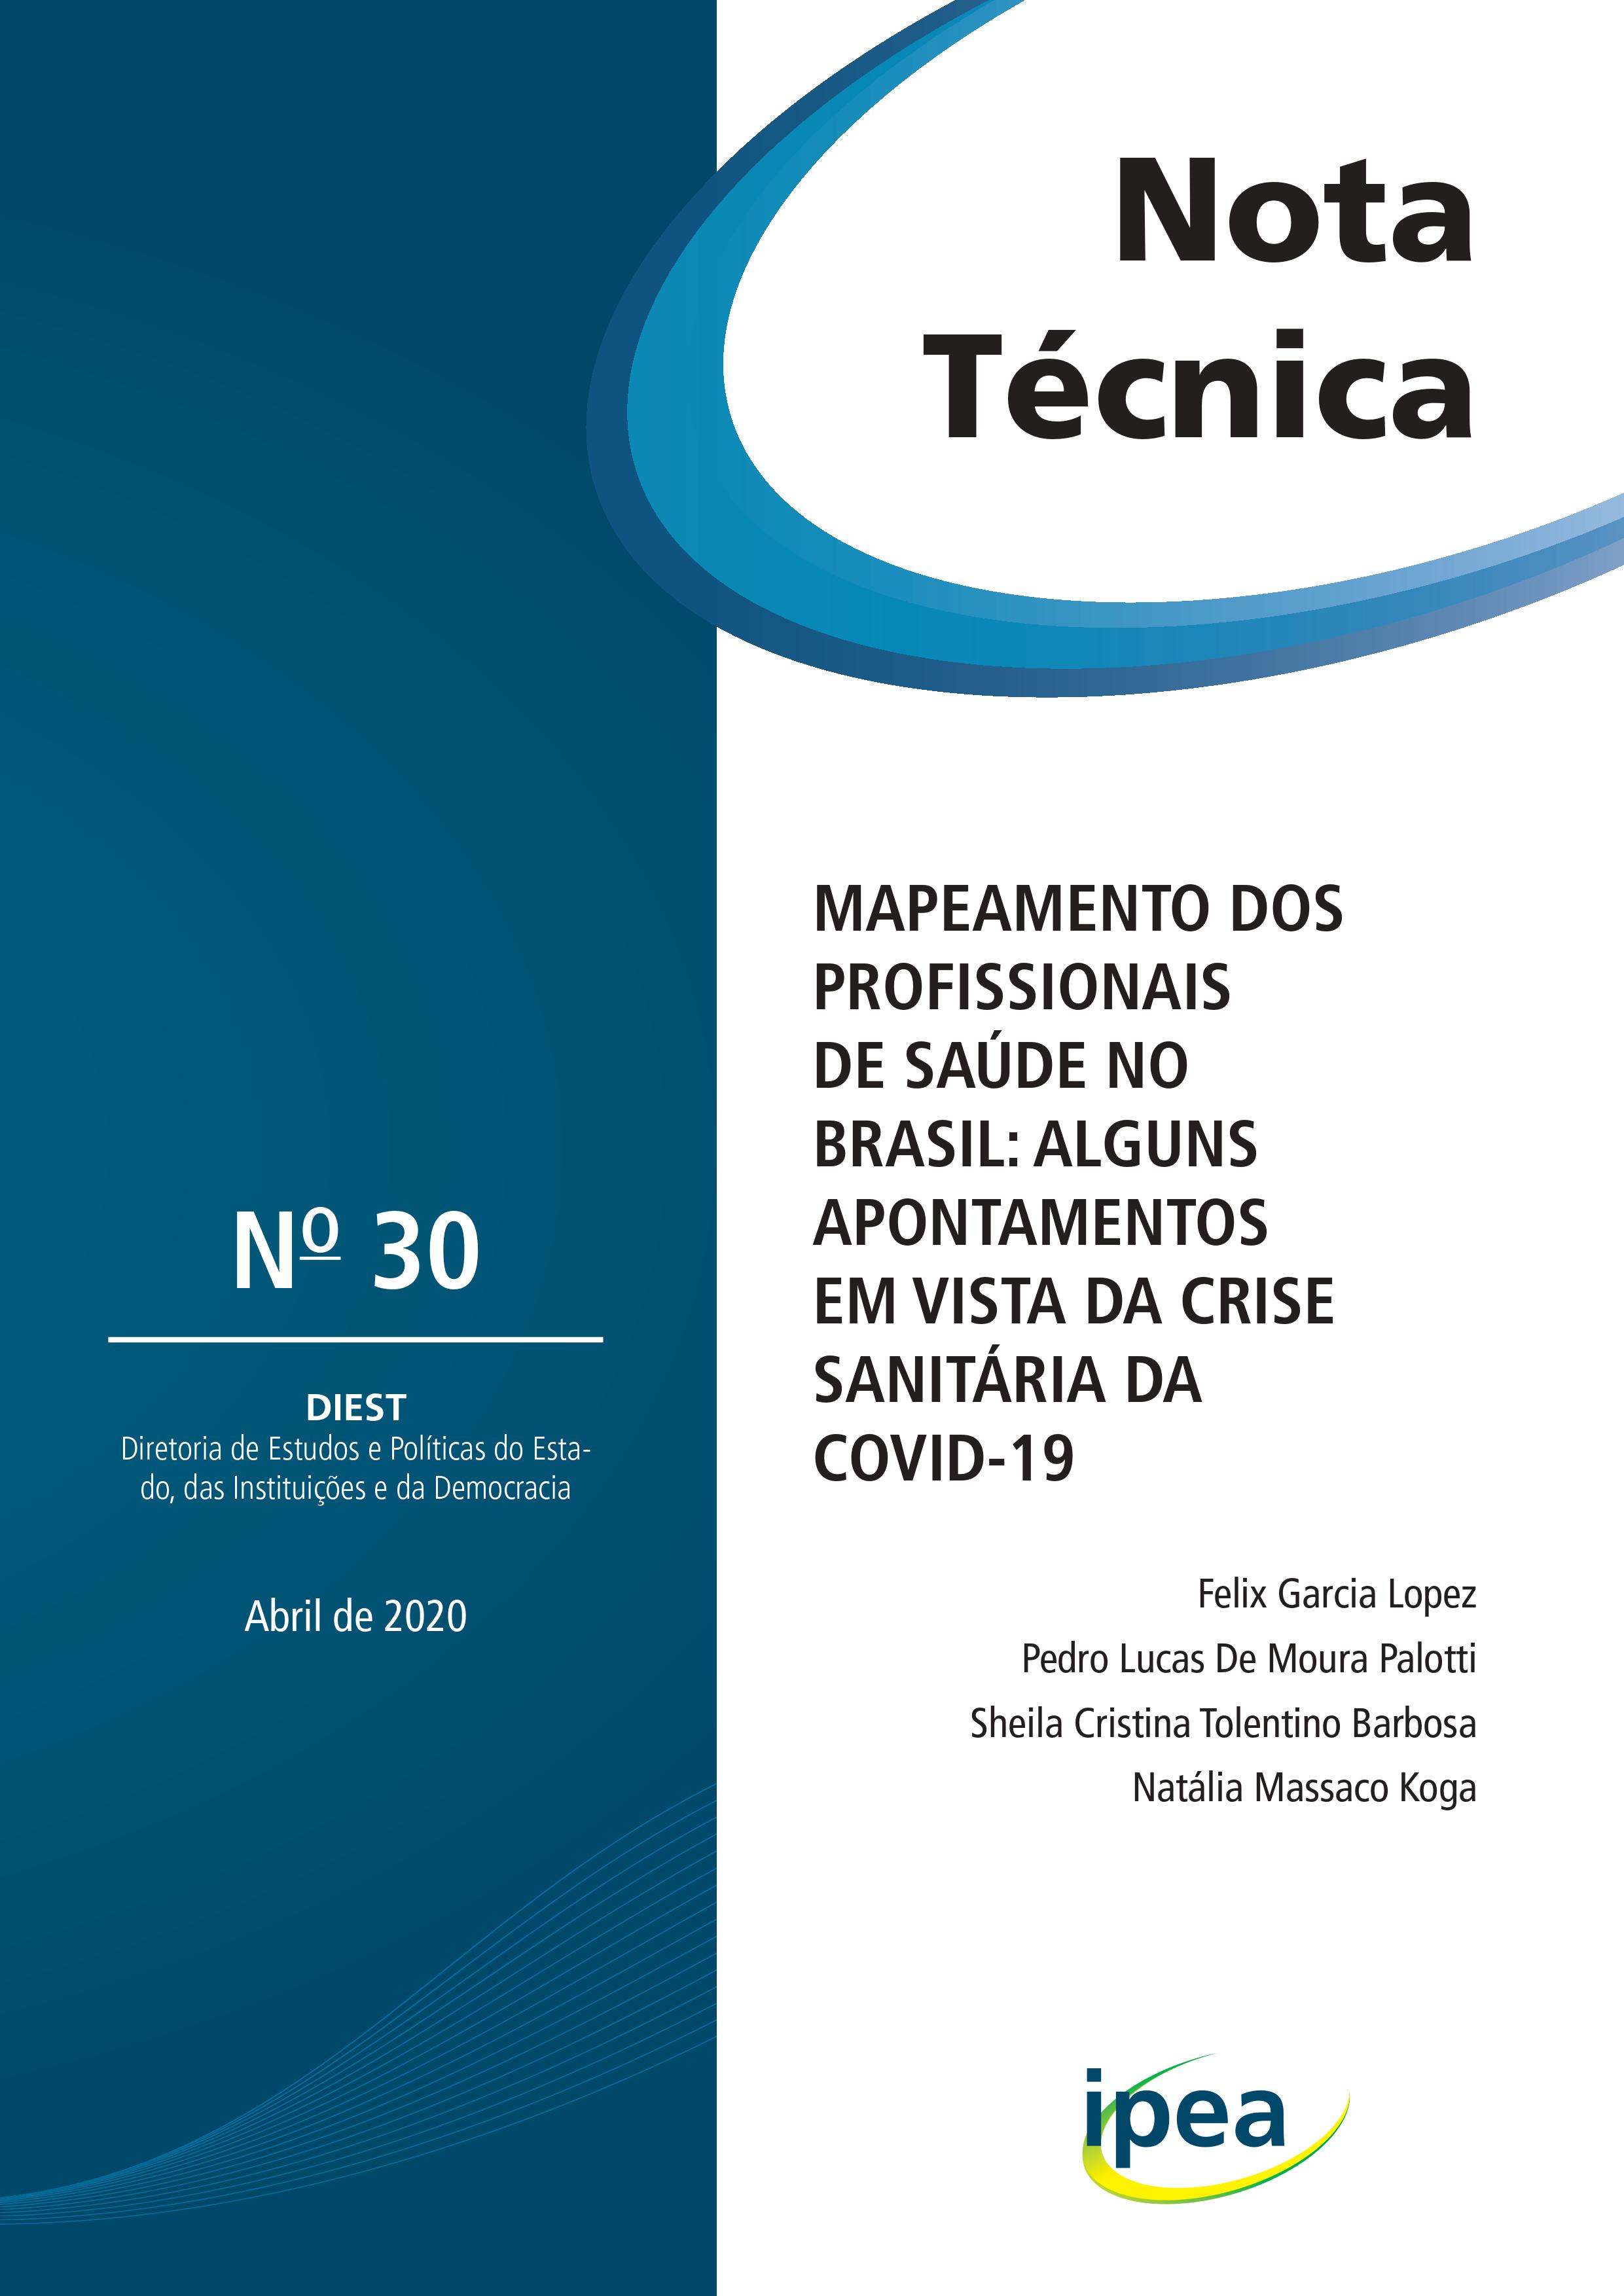 Nota
Técnica
MAPEAMENTO DOS
PROFISSIONAIS
DE SAÚDE NO
BRASIL: ALGUNS
APONTAMENTOS
EM VISTA DA CRISE
SANITÁRIA DA
COVID-19
Nº 30
DIEST
Diretoria de Estudos e Políticas do Esta-
do, das Instituições e da Democracia
Abril de 2020
Felix Garcia Lopez
Pedro Lucas De Moura Palotti
Sheila Cristina Tolentino Barbosa
Natália Massaco Koga
ipea